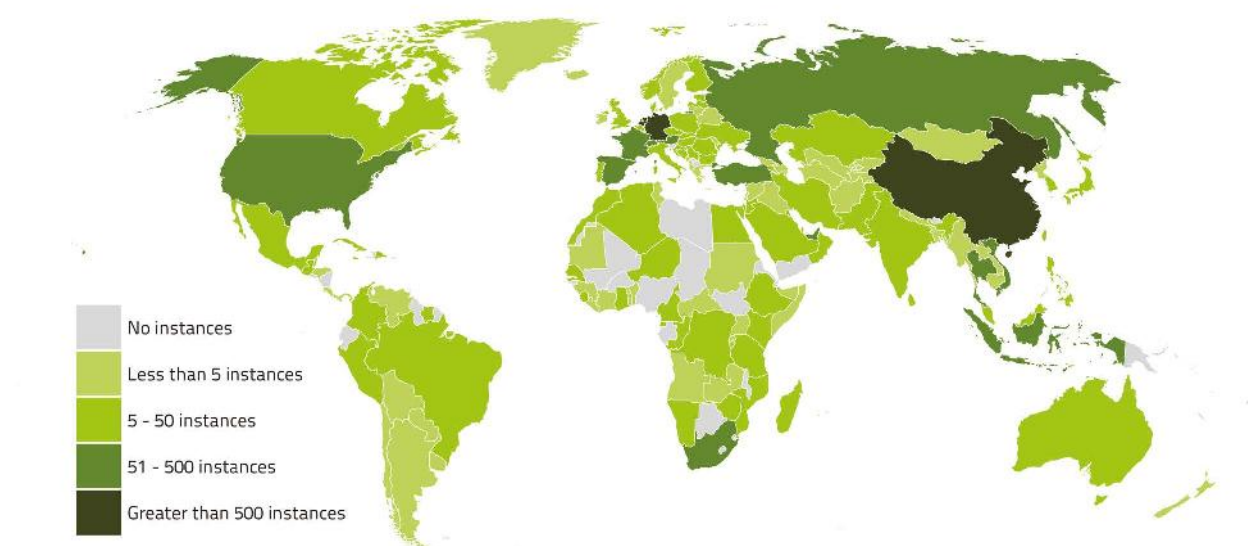 No instances
Less than 5 instances
5 - 50 instances
51 - 500 instances
Greater than 500 instances